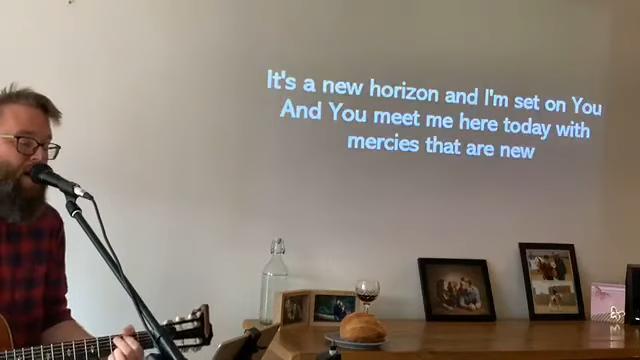 It's a new horizon and I'm set on You
And You meet me here today with
mercies that are new